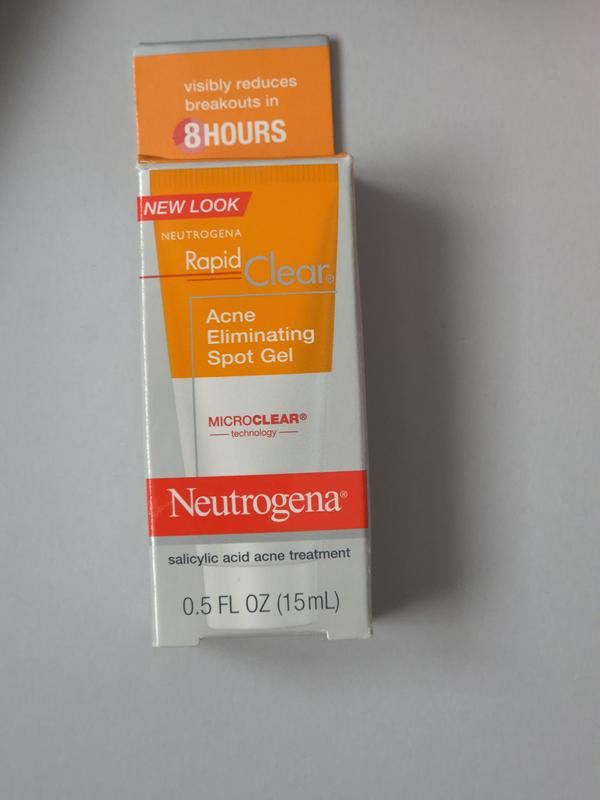 visibly reduces
breakouts in
8HOURS
NEW LOOK
NEUTROGENA
Rapid Clear®
Acne
Eliminating
Spot Gel
MICROCLEAR®
technology
Neutrogena®
salicylic acid acne treatment
0.5 FL OZ (15mL)